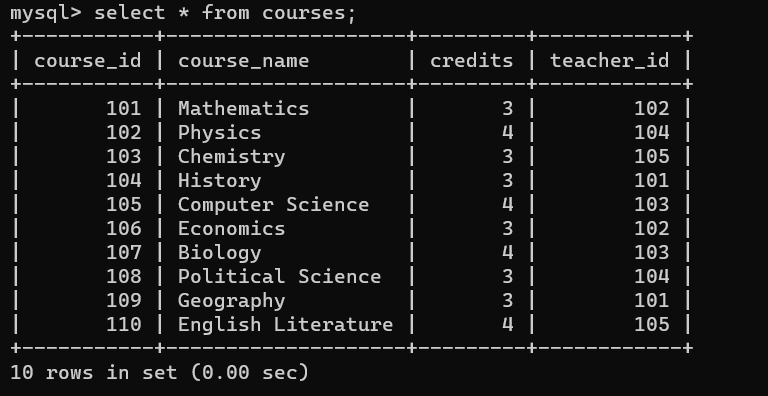 mysql> select * from courses;
+-----------+--------------------+---------+------------+
| course_id | course_name        | credits | teacher_id |
+-----------+--------------------+---------+------------+
|       101 | Mathematics        |       3 |        102 |
|       102 | Physics            |       4 |        104 |
|       103 | Chemistry          |       3 |        105 |
|       104 | History            |       3 |        101 |
|       105 | Computer Science   |       4 |        103 |
|       106 | Economics          |       3 |        102 |
|       107 | Biology            |       4 |        103 |
|       108 | Political Science  |       3 |        104 |
|       109 | Geography          |       3 |        101 |
|       110 | English Literature |       4 |        105 |
+-----------+--------------------+---------+------------+
10 rows in set (0.00 sec)